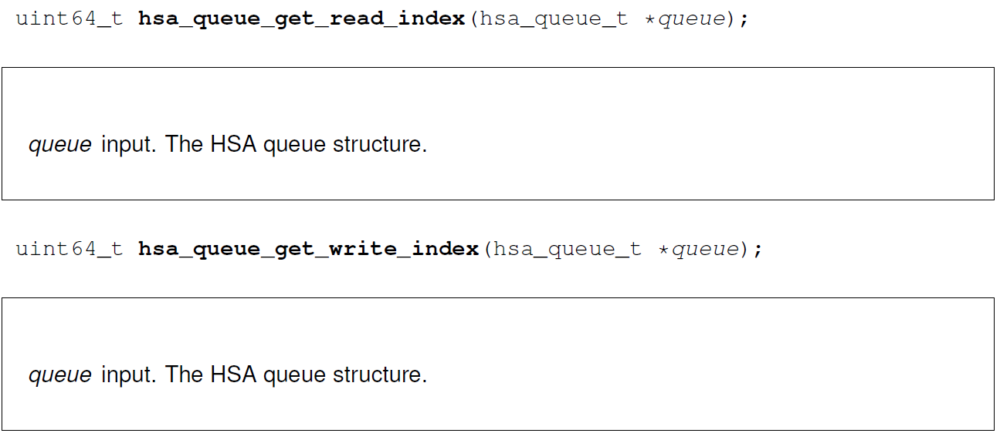 uint64_t hsa_queue_get_read_index(hsa_queue_t *queue);
queue input. The HSA queue structure.
uint64_t hsa_queue_get_write_index(hsa_queue_t *queue);
queue input. The HSA queue structure.